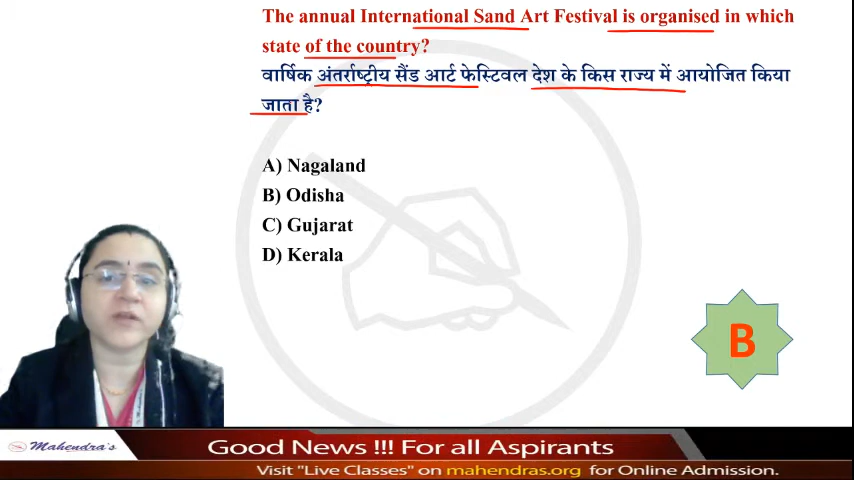 The annual International Sand Art Festival is organised in which
state of the country?
वार्षिक अंतर्राष्ट्रीय सैंड आर्ट फेस्टिवल देश के किस राज्य में आयोजित किया
जाता है?
A) Nagaland
B) Odisha
C) Gujarat
D) Kerala
B
Mahendra's
Good News !!! For all Aspirants
Visit "Live Classes" on mahendras.org for Online Admission.